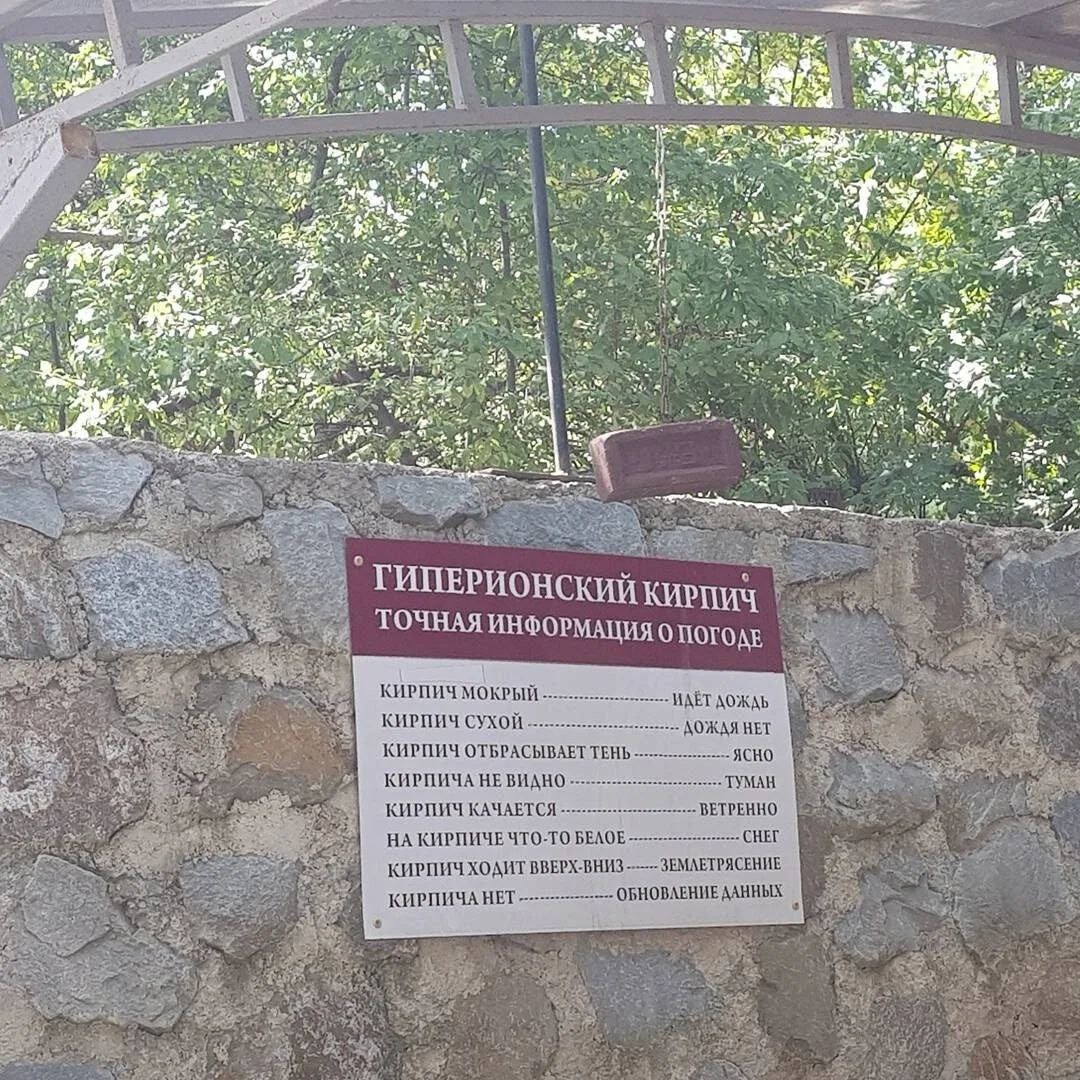 ГИПЕРИОНСКИЙ КИРПИЧ
ТОЧНАЯ ИНФОРМАЦИЯ О ПОГОДЕ
КИРПИЧ МОКРЫЙ -------------------- ИДЁТ ДОЖДЬ
КИРПИЧ СУХОЙ ------------------------ ДОЖДЯ НЕТ
КИРПИЧ ОТБРАСЫВАЕТ ТЕНЬ --------------- ЯСНО
КИРПИЧА НЕ ВИДНО ------------------------ ТУМАН
КИРПИЧ КАЧАЕТСЯ --------------------- ВЕТРЕННО
НА КИРПИЧЕ ЧТО-ТО БЕЛОЕ ----------------- СНЕГ
КИРПИЧ ХОДИТ ВВЕРХ-ВНИЗ ------ ЗЕМЛЕТРЯСЕНИЕ
КИРПИЧА НЕТ --------------- ОБНОВЛЕНИЕ ДАННЫХ